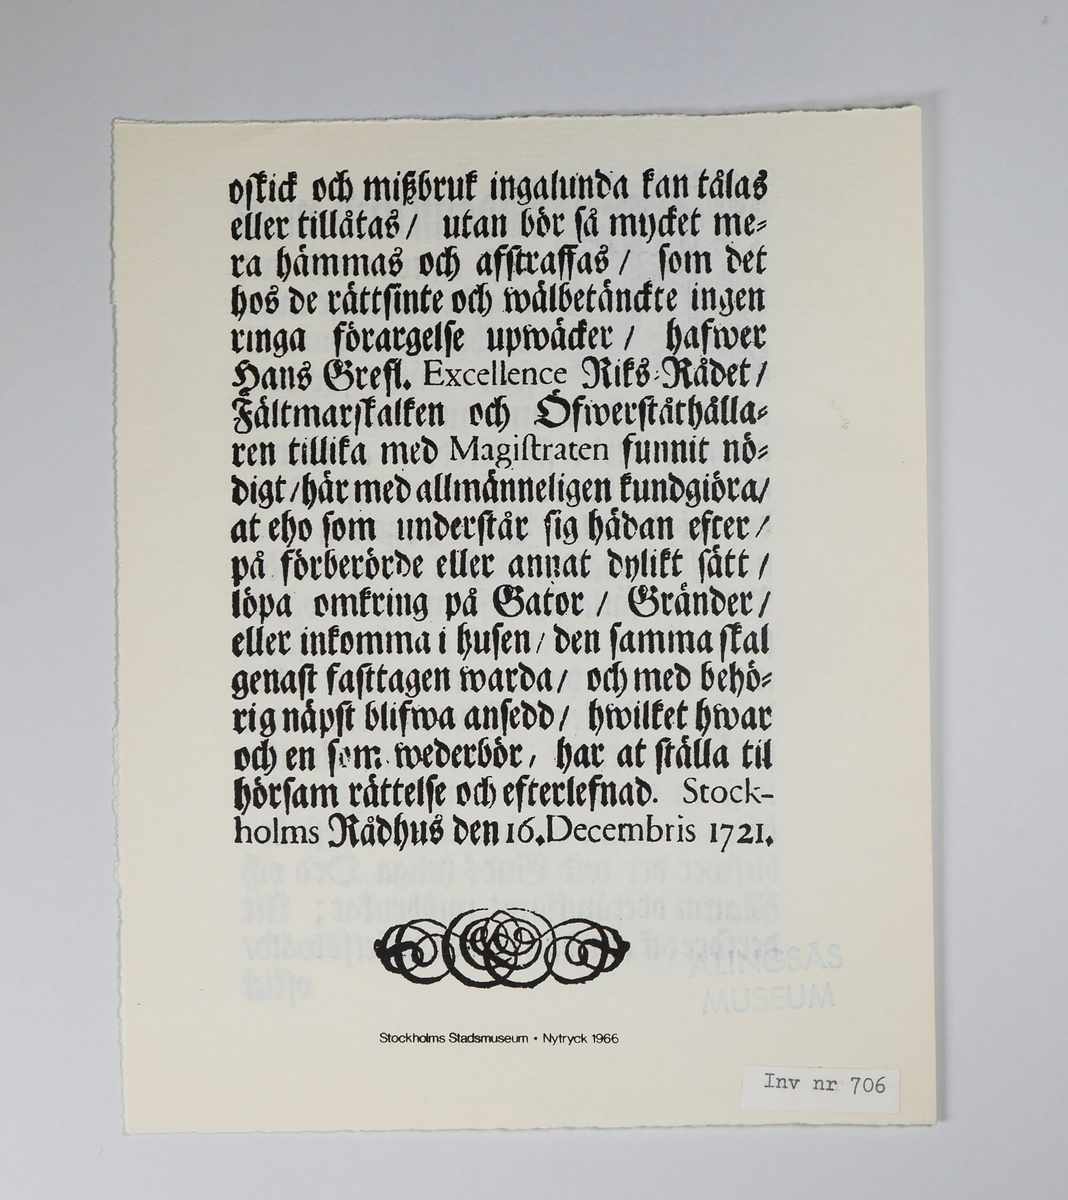 oſkick och mißbruk ingalunda kan tålas
eller tillåtas / utan bör ſå mycket me⸗
ra hämmas och afſtraffas / ſom det
hos de rättſinte och wälbetänckte ingen
ringa förargelſe upwäcker / hafwer
Hans Grefl. Excellence Riks⸗Rådet /
Fältmarſkalken och Öfwerſtåthålla⸗
ren tillika med Magiſtraten funnit nö⸗
digt / här med allmänneligen kundgiöra /
at eho ſom underſtår ſig hädan efter /
på förberörde eller annat dylikt ſätt /
löpa omkring på Gator / Gränder /
eller inkomma i huſen / den ſamma ſkal
genaſt faſttagen warda / och med behö⸗
rig näpſt blifwa anſedd / hwilket hwar
och en ſom wederbör, har at ſtälla til
hörſam rättelſe och efterlefnad. Stock-
holms Rådhus den 16. Decembris 1721.
ALINGSÅS
MUSEUM
Stockholms Stadsmuseum • Nytryck 1966
Inv nr 706